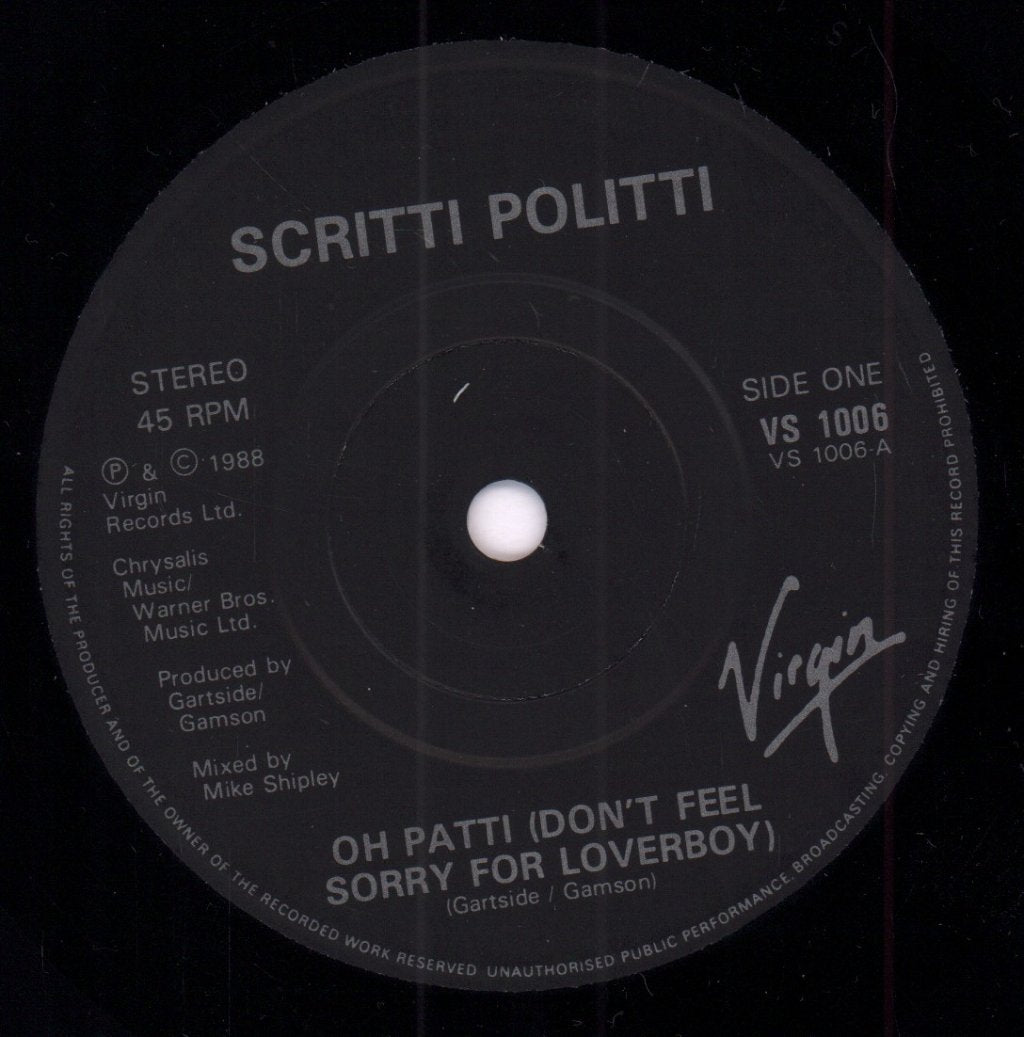 SCRITTI POLITTI
STEREO
45 RPM
Ⓟ & © 1988
Virgin
Records Ltd.
Chrysalis
Music/
Warner Bros.
Music Ltd.
Produced by
Gartside/
Gamson
Mixed by
Mike Shipley
SIDE ONE
VS 1006
VS 1006-A
Virgin
OH PATTI (DON'T FEEL
SORRY FOR LOVERBOY)
(Gartside / Gamson)
ALL RIGHTS OF THE PRODUCER AND OF THE OWNER OF THE RECORDED WORK RESERVED UNAUTHORISED PUBLIC PERFORMANCE. BROADCASTING. COPYING AND HIRING OF THIS RECORD PROHIBITED